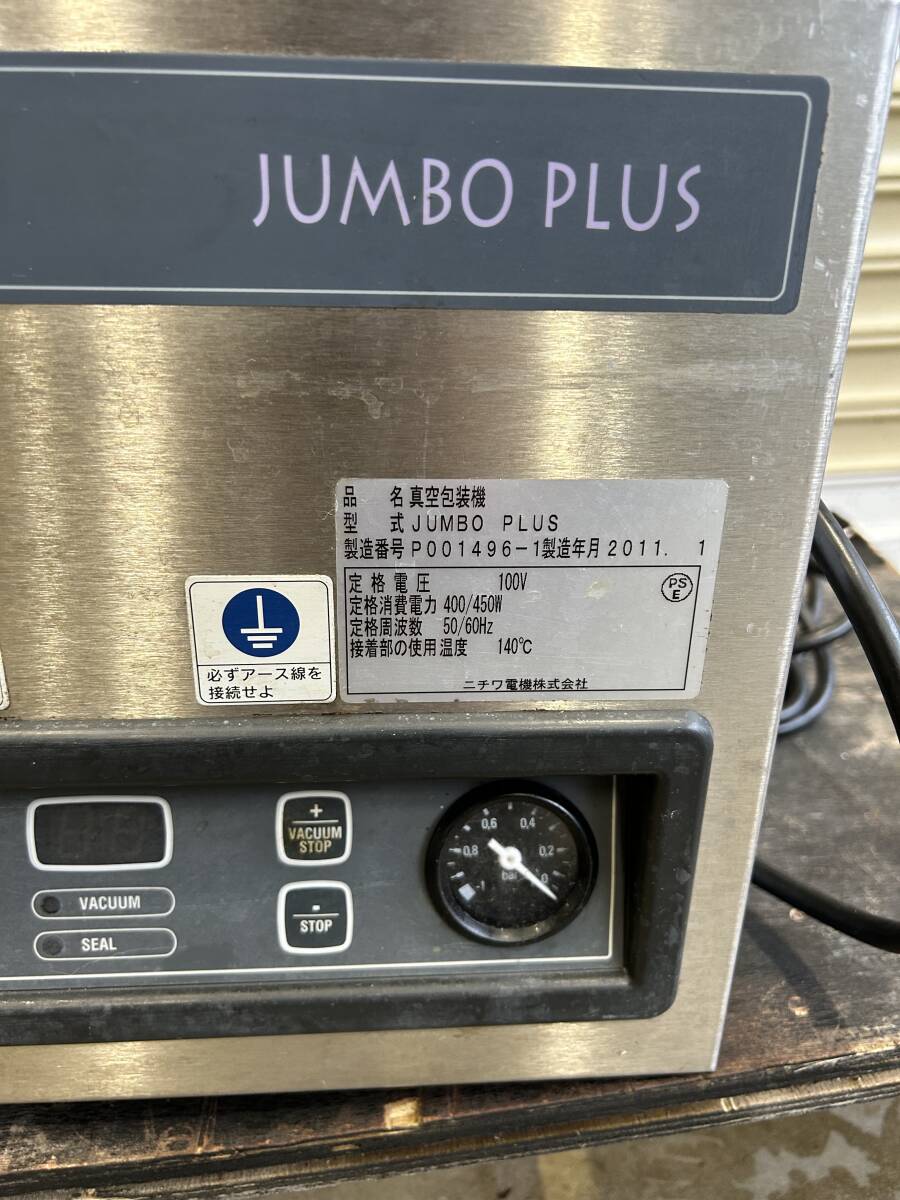 JUMBO PLUS
品 名 真空包装機
型 式 JUMBO PLUS
製造番号 P001496-1 製造年月 2011. 1
定格電圧 100V
定格消費電力 400/450W
定格周波数 50/60Hz
接着部の使用温度 140℃
PS
E
ニチワ電機株式会社
必ずアース線を
接続せよ
+
VACUUM
STOP
-
STOP
VACUUM
SEAL
0,6 0,4
0,8 0,2
-1 bar 0